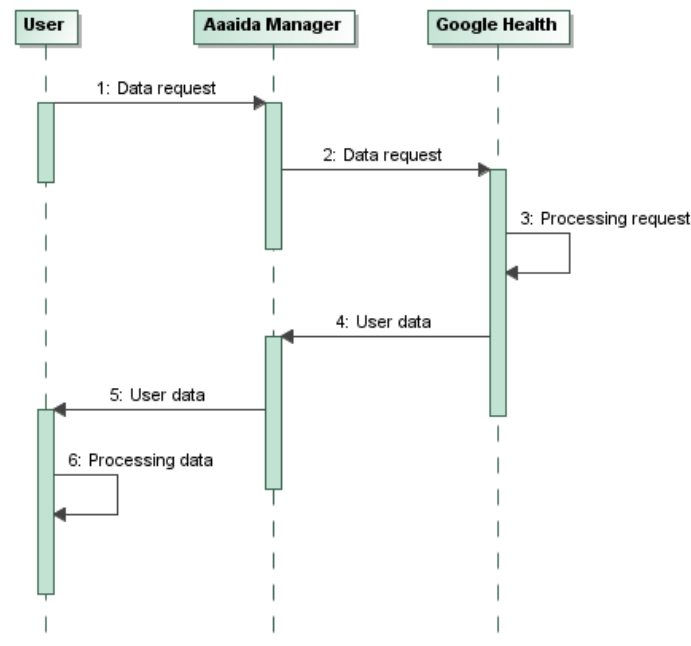 User
Aaaida Manager
Google Health
1: Data request
2: Data request
3: Processing request
4: User data
5: User data
6: Processing data